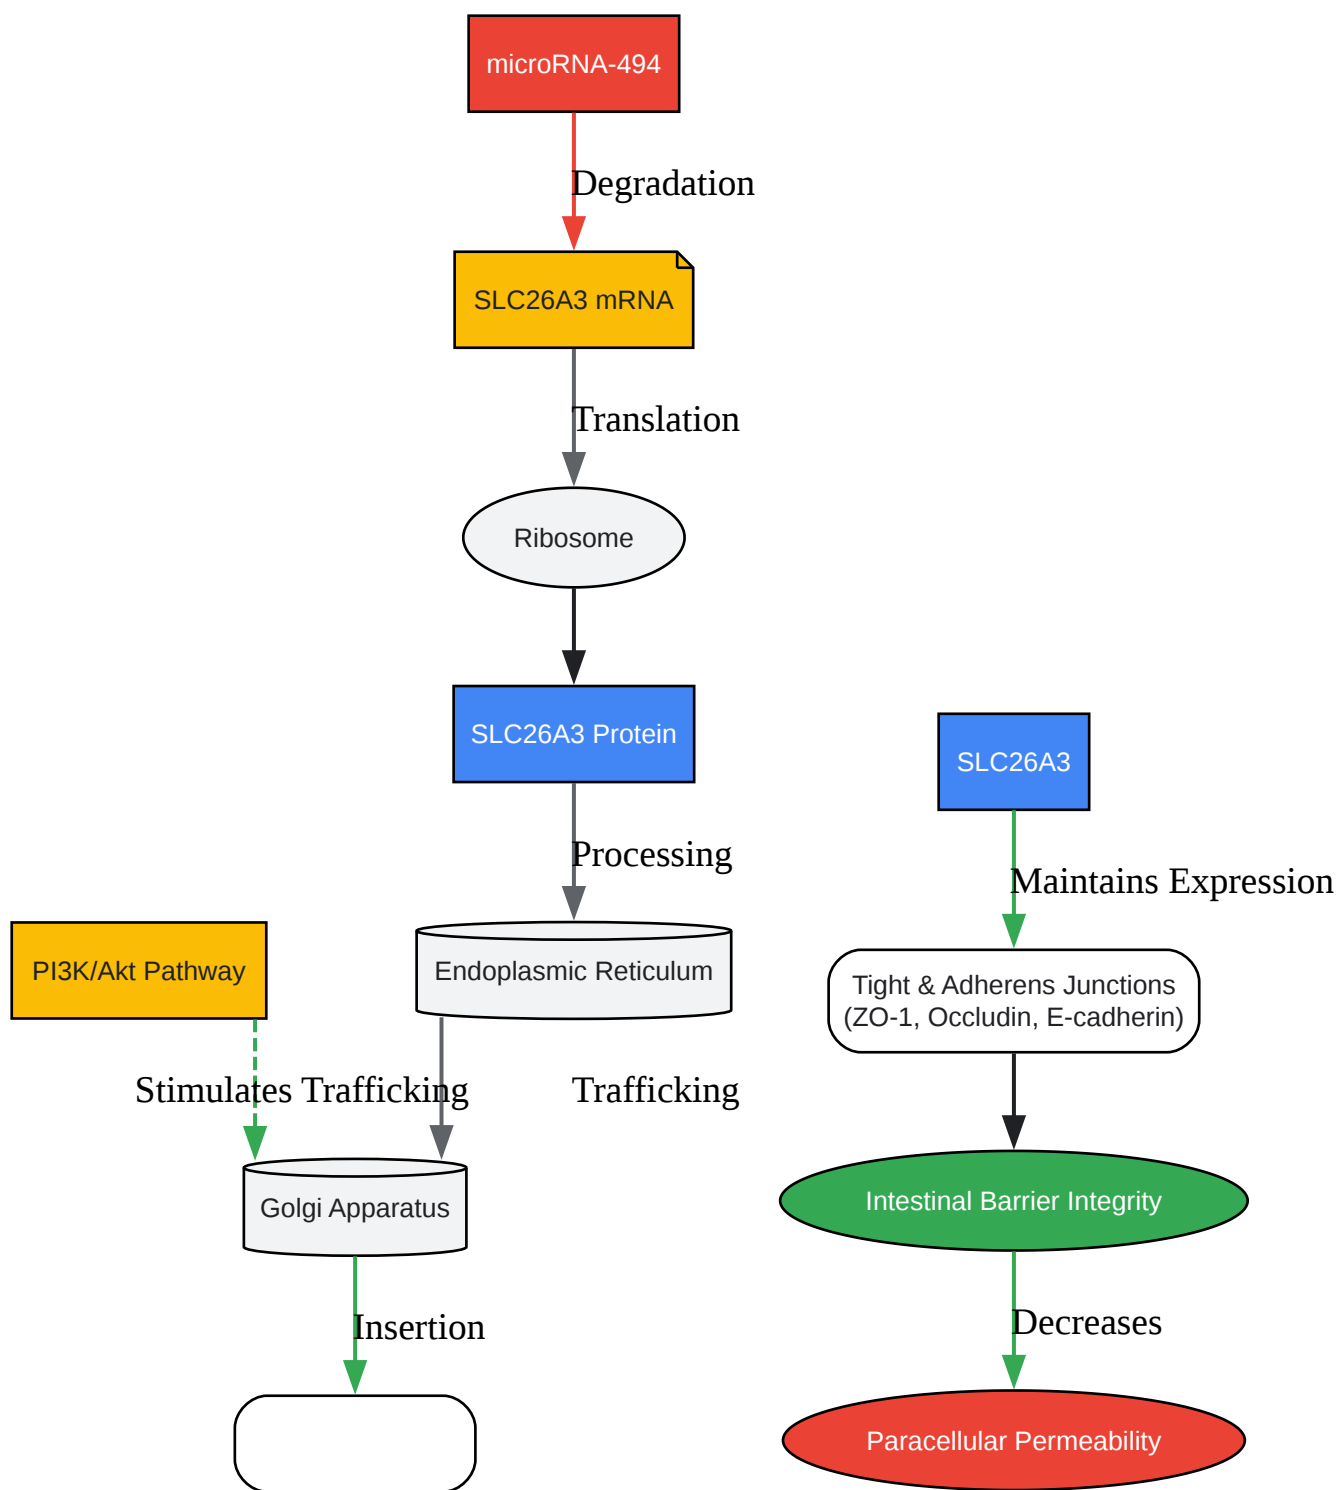 microRNA-494
Degradation
SLC26A3 mRNA
Translation
Ribosome
SLC26A3 Protein
SLC26A3
Processing
Maintains Expression
PI3K/Akt Pathway
Endoplasmic Reticulum
Tight & Adherens Junctions
(ZO-1, Occludin, E-cadherin)
Stimulates Trafficking
Trafficking
Golgi Apparatus
Intestinal Barrier Integrity
Insertion
Decreases
Paracellular Permeability